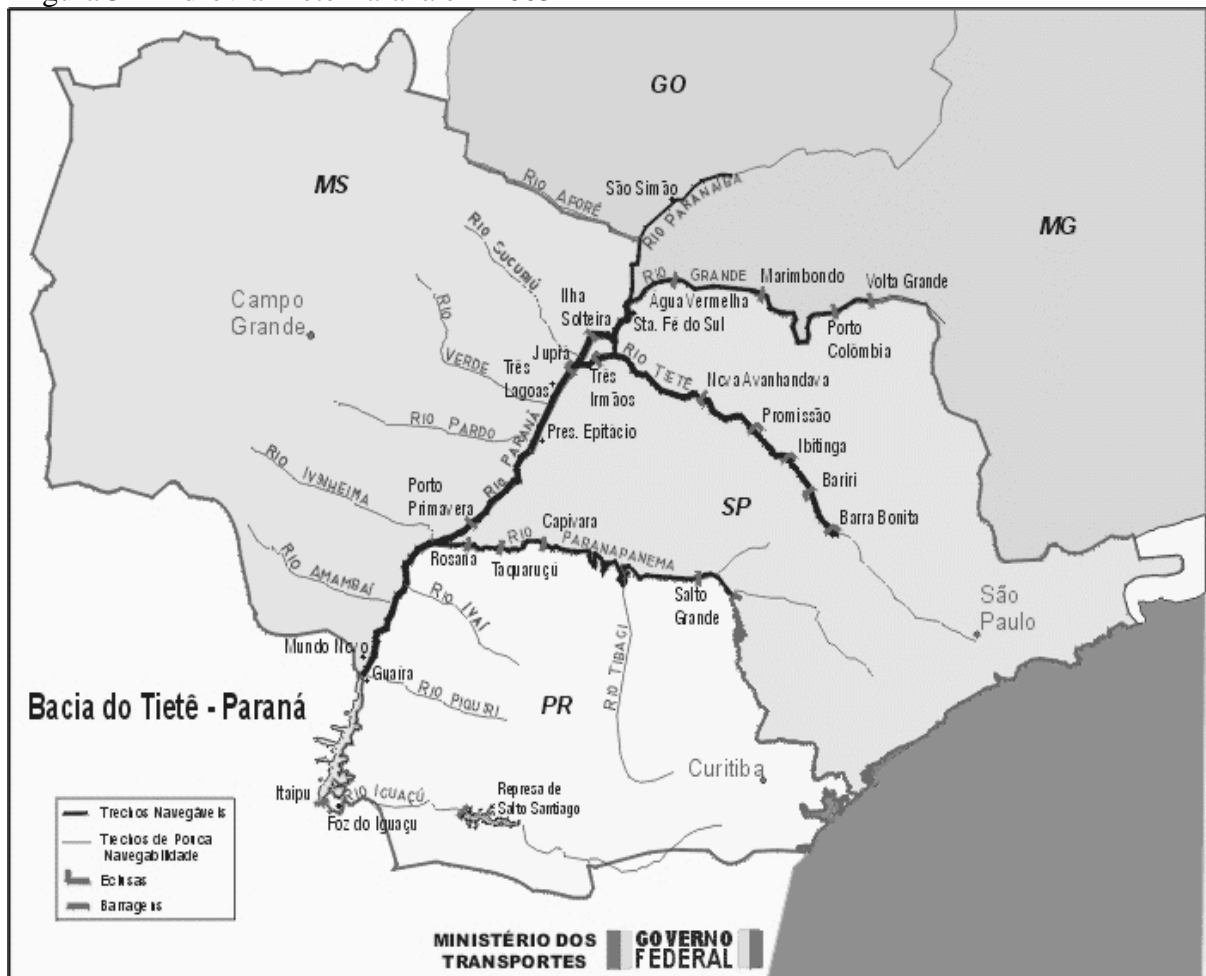 GO
MS
MG
SP
PR
RIO APORÉ
São Simão
RIO PARANAÍBA
RIO SUCURIÚ
RIO GRANDE
Marimbondo
Volta Grande
Campo
Grande
Ilha
Solteira
Água Vermelha
Sta. Fé do Sul
Porto
Colômbia
RIO VERDE
Jupiá
Três
Lagoas
Três
Irmãos
RIO TIETÊ
Nova Avanhandava
Promissão
Ibitinga
Bariri
Barra Bonita
RIO PARDO
RIO PARANÁ
Pres. Epitácio
RIO IVINHEIMA
Porto
Primavera
Capivara
RIO PARANAPANEMA
Rosana
Taquaruçú
Salto
Grande
São
Paulo
RIO AMAMBAÍ
RIO IVAÍ
RIO TIBAGI
Mundo Novo
Guaíra
RIO PIQUIRI
Bacia do Tietê - Paraná
Curitiba
Itaipu
RIO IGUAÇÚ
Foz do Iguaçu
Represa de
Salto Santiago
Trechos Navegáveis
Trechos de Pouca
Navegabilidade
Eclusas
Barragens
MINISTÉRIO DOS
TRANSPORTES
GOVERNO
FEDERAL